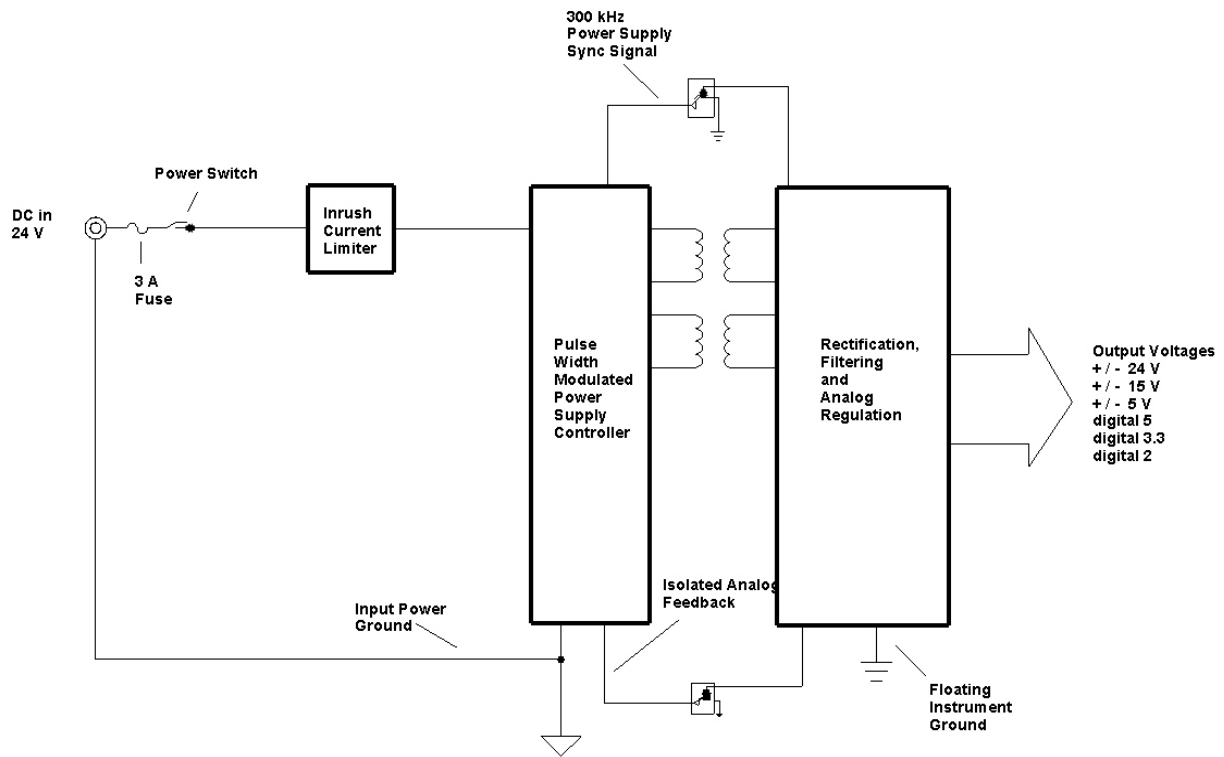 300 kHz
Power Supply
Sync Signal
Power Switch
DC in
24 V
3 A
Fuse
Inrush
Current
Limiter
Pulse
Width
Modulated
Power
Supply
Controller
Rectification,
Filtering
and
Analog
Regulation
Output Voltages
+ / - 24 V
+ / - 15 V
+ / - 5 V
digital 5
digital 3.3
digital 2
Isolated Analog
Feedback
Input Power
Ground
Floating
Instrument
Ground